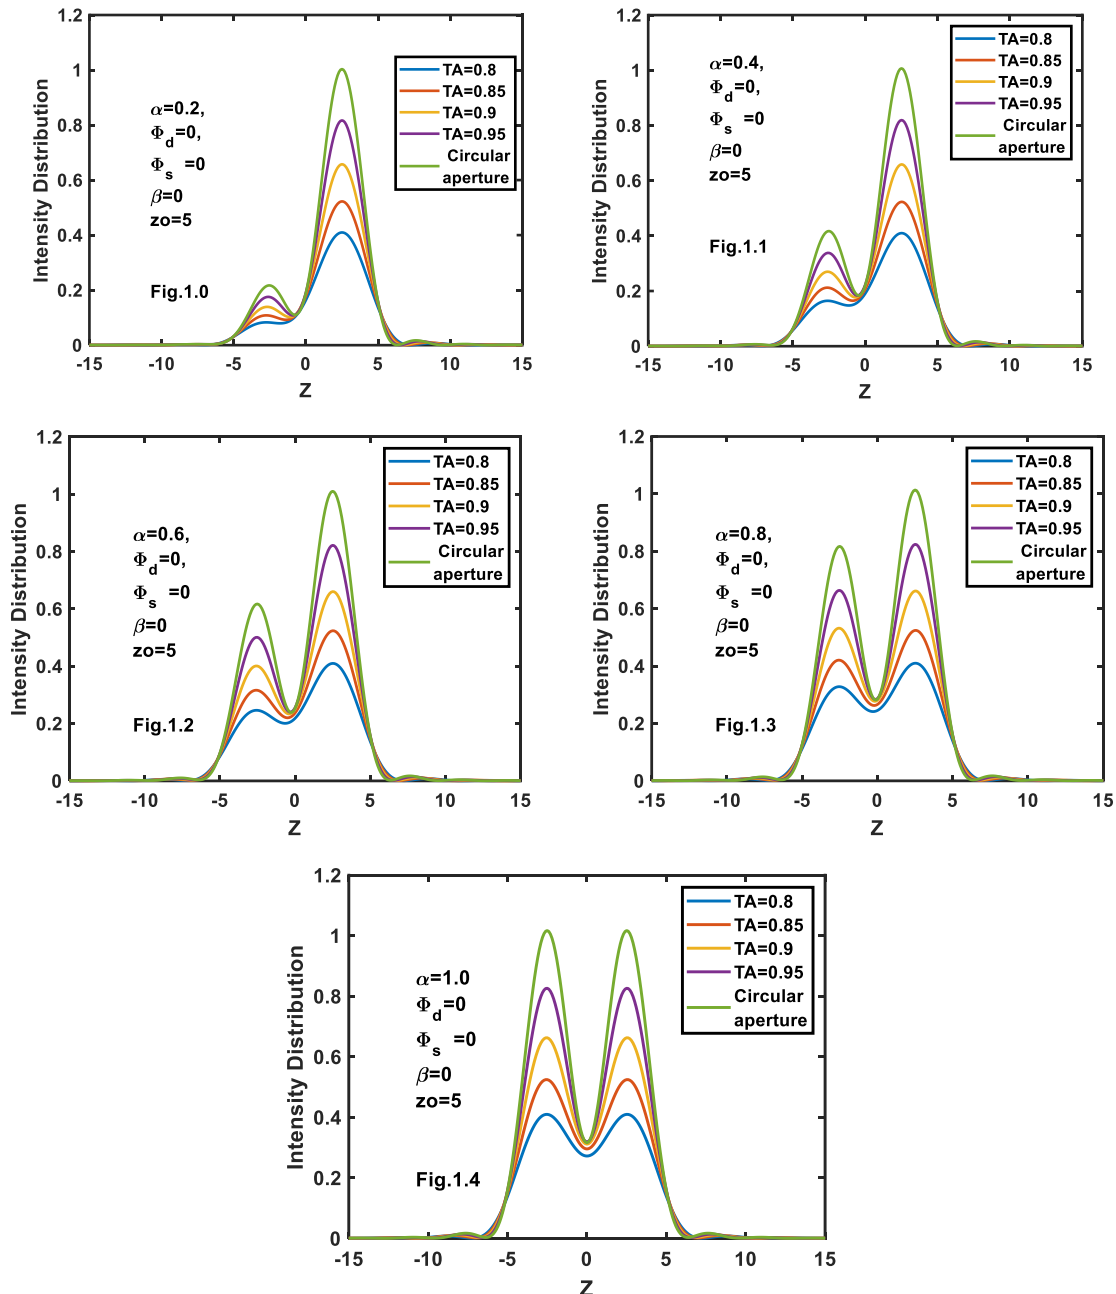 1.2
1
0.8
0.6
0.4
0.2
0
-15
-10
-5
0
5
10
15
Intensity Distribution
Z
TA=0.8
TA=0.85
TA=0.9
TA=0.95
Circular
aperture
α=0.2,
Φd=0,
Φs =0
β=0
zo=5
Fig.1.0
1.2
1
0.8
0.6
0.4
0.2
0
-15
-10
-5
0
5
10
15
Intensity Distribution
Z
TA=0.8
TA=0.85
TA=0.9
TA=0.95
Circular
aperture
α=0.4,
Φd=0,
Φs =0
β=0
zo=5
Fig.1.1
1.2
1
0.8
0.6
0.4
0.2
0
-15
-10
-5
0
5
10
15
Intensity Distribution
Z
TA=0.8
TA=0.85
TA=0.9
TA=0.95
Circular
aperture
α=0.6,
Φd=0,
Φs =0
β=0
zo=5
Fig.1.2
1.2
1
0.8
0.6
0.4
0.2
0
-15
-10
-5
0
5
10
15
Intensity Distribution
Z
TA=0.8
TA=0.85
TA=0.9
TA=0.95
Circular
aperture
α=0.8,
Φd=0,
Φs =0
β=0
zo=5
Fig.1.3
1.2
1
0.8
0.6
0.4
0.2
0
-15
-10
-5
0
5
10
15
Intensity Distribution
Z
TA=0.8
TA=0.85
TA=0.9
TA=0.95
Circular
aperture
α=1.0
Φd=0
Φs =0
β=0
zo=5
Fig.1.4